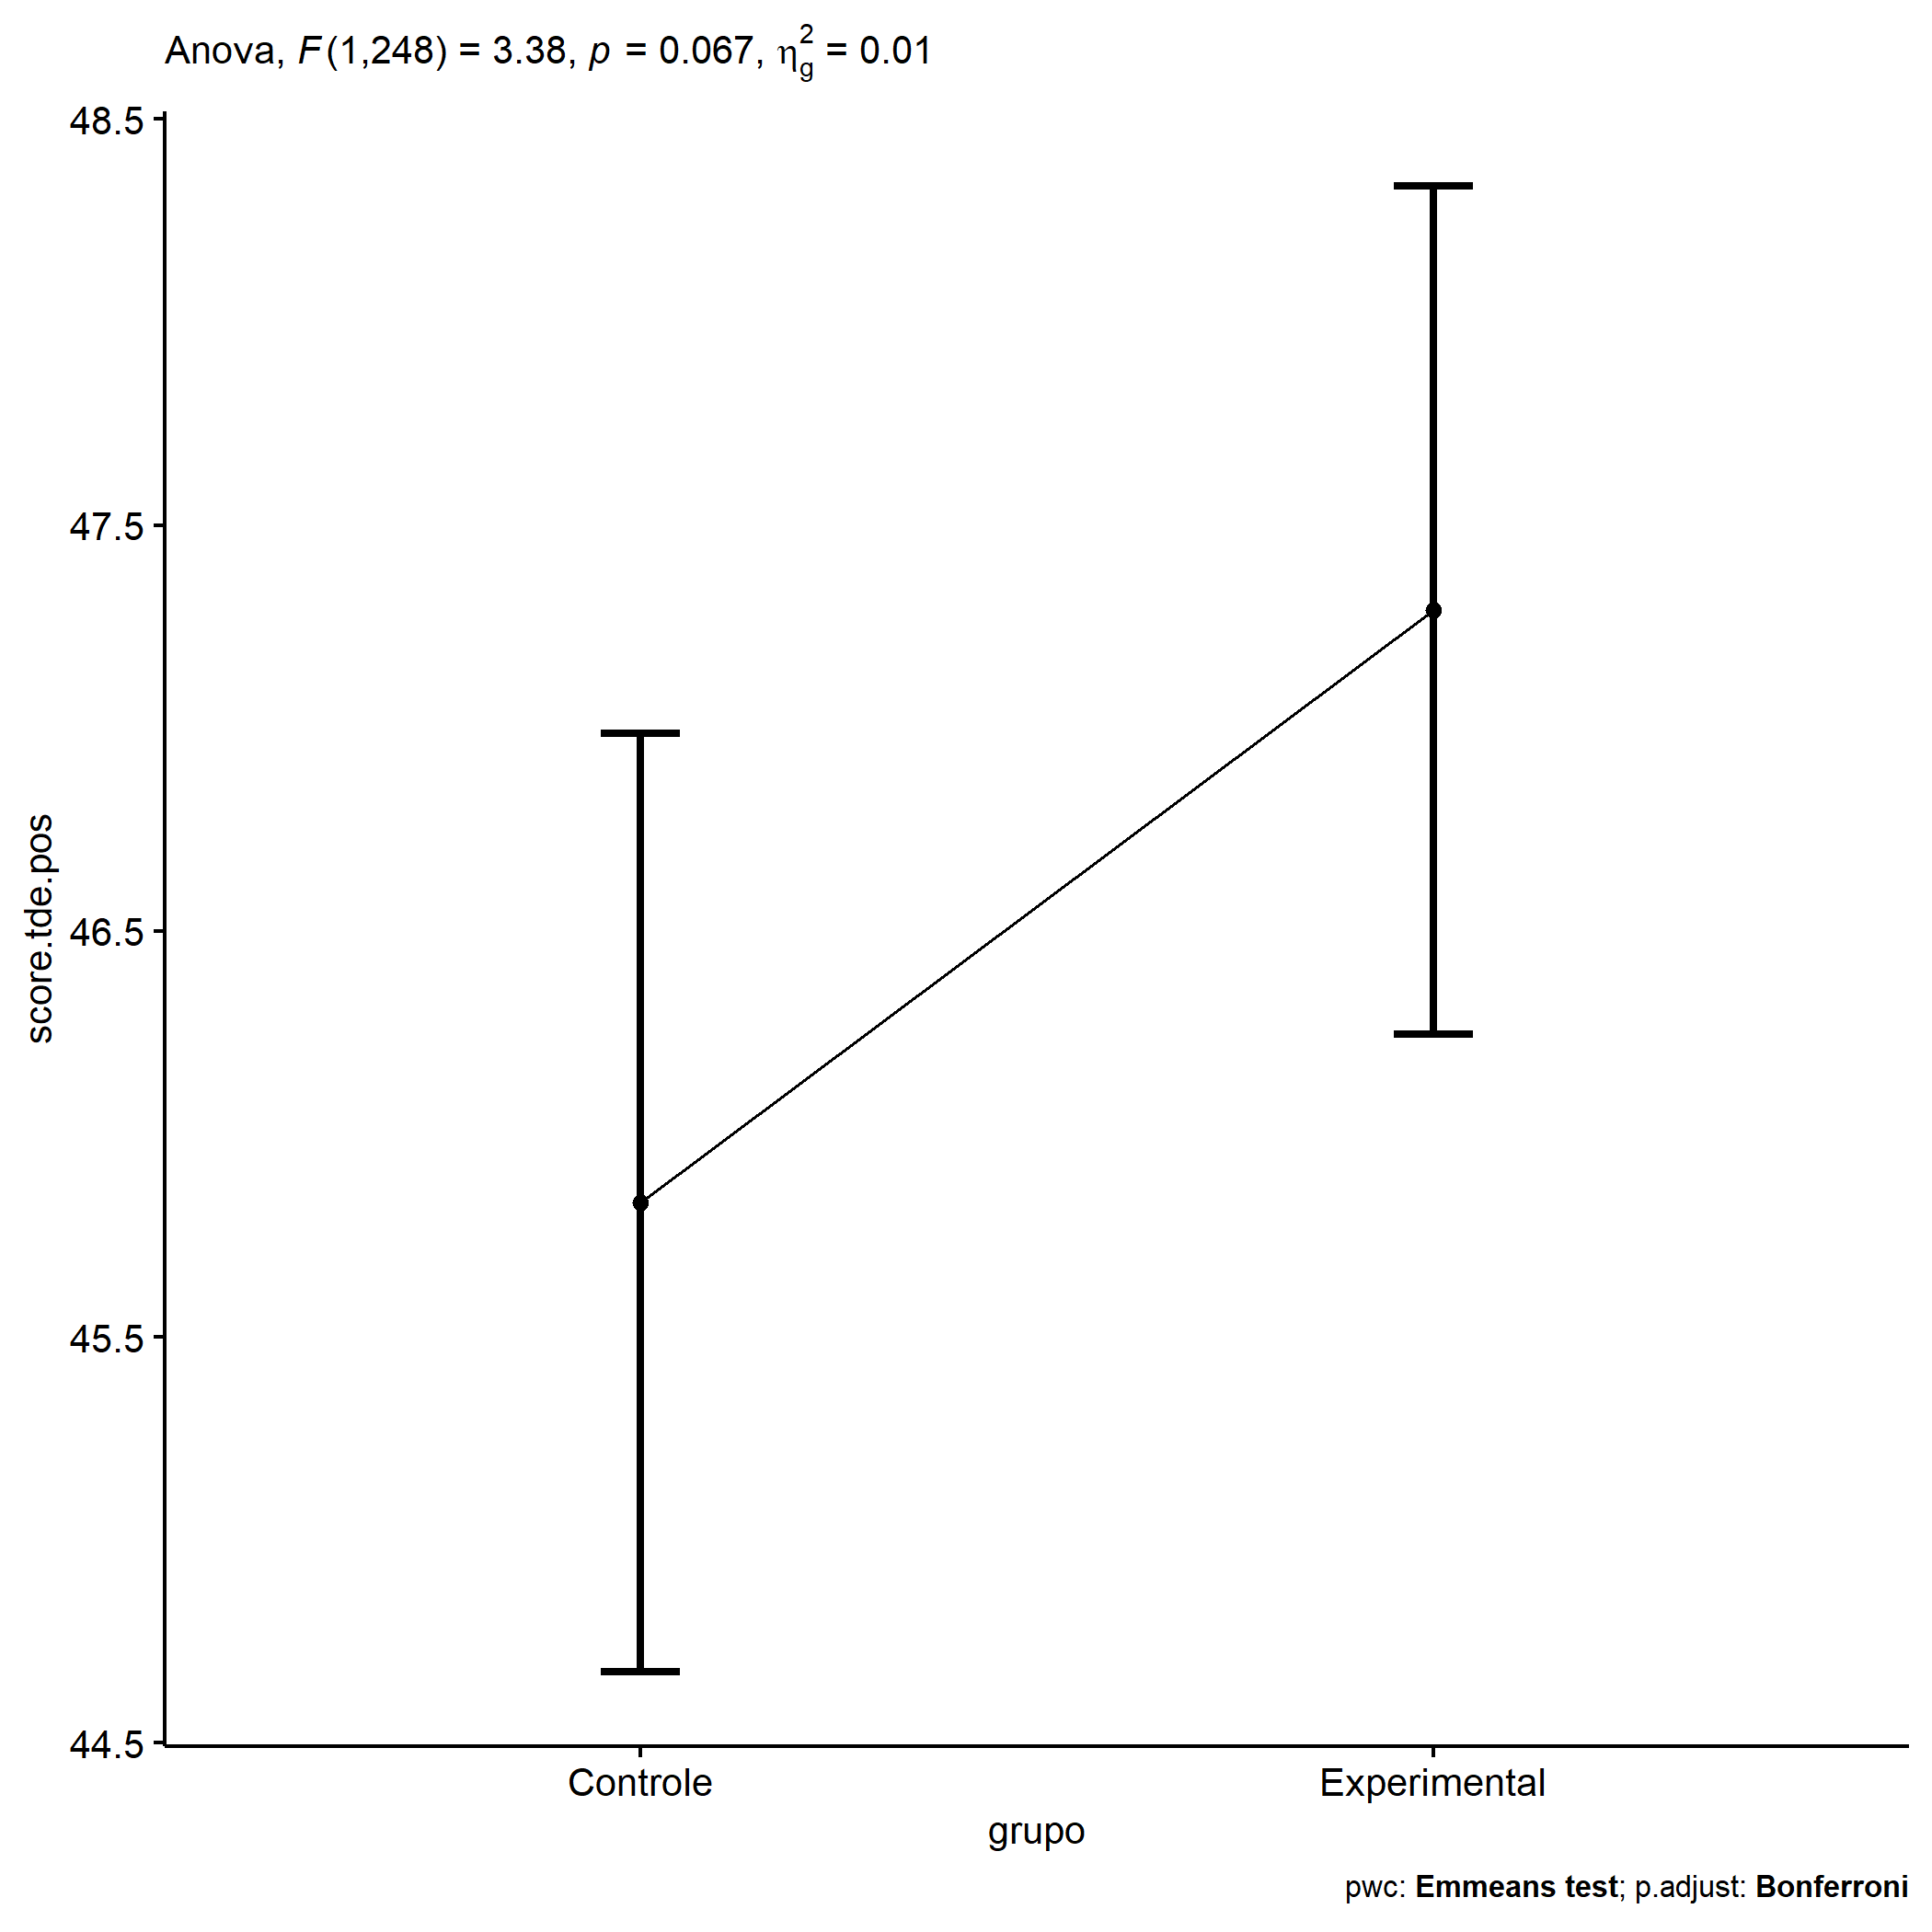 Anova, F(1,248) = 3.38, p = 0.067, η²g = 0.01
48.5
47.5
46.5
45.5
44.5
score.tde.pos
Controle
Experimental
grupo
pwc: Emmeans test; p.adjust: Bonferroni